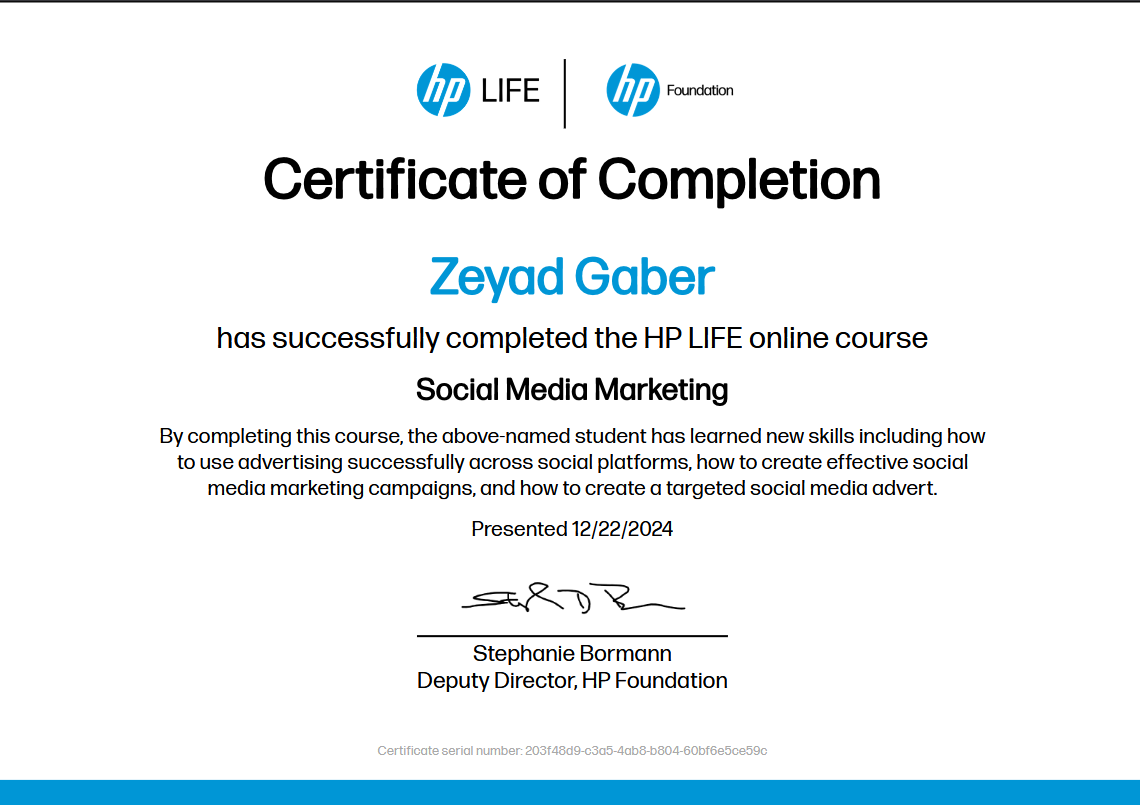 hp LIFE
hp Foundation
Certificate of Completion
Zeyad Gaber
has successfully completed the HP LIFE online course
Social Media Marketing
By completing this course, the above-named student has learned new skills including how
to use advertising successfully across social platforms, how to create effective social
media marketing campaigns, and how to create a targeted social media advert.
Presented 12/22/2024
Stephanie Bormann
Deputy Director, HP Foundation
Certificate serial number: 203f48d9-c3a5-4ab8-b804-60bf6e5ce59c